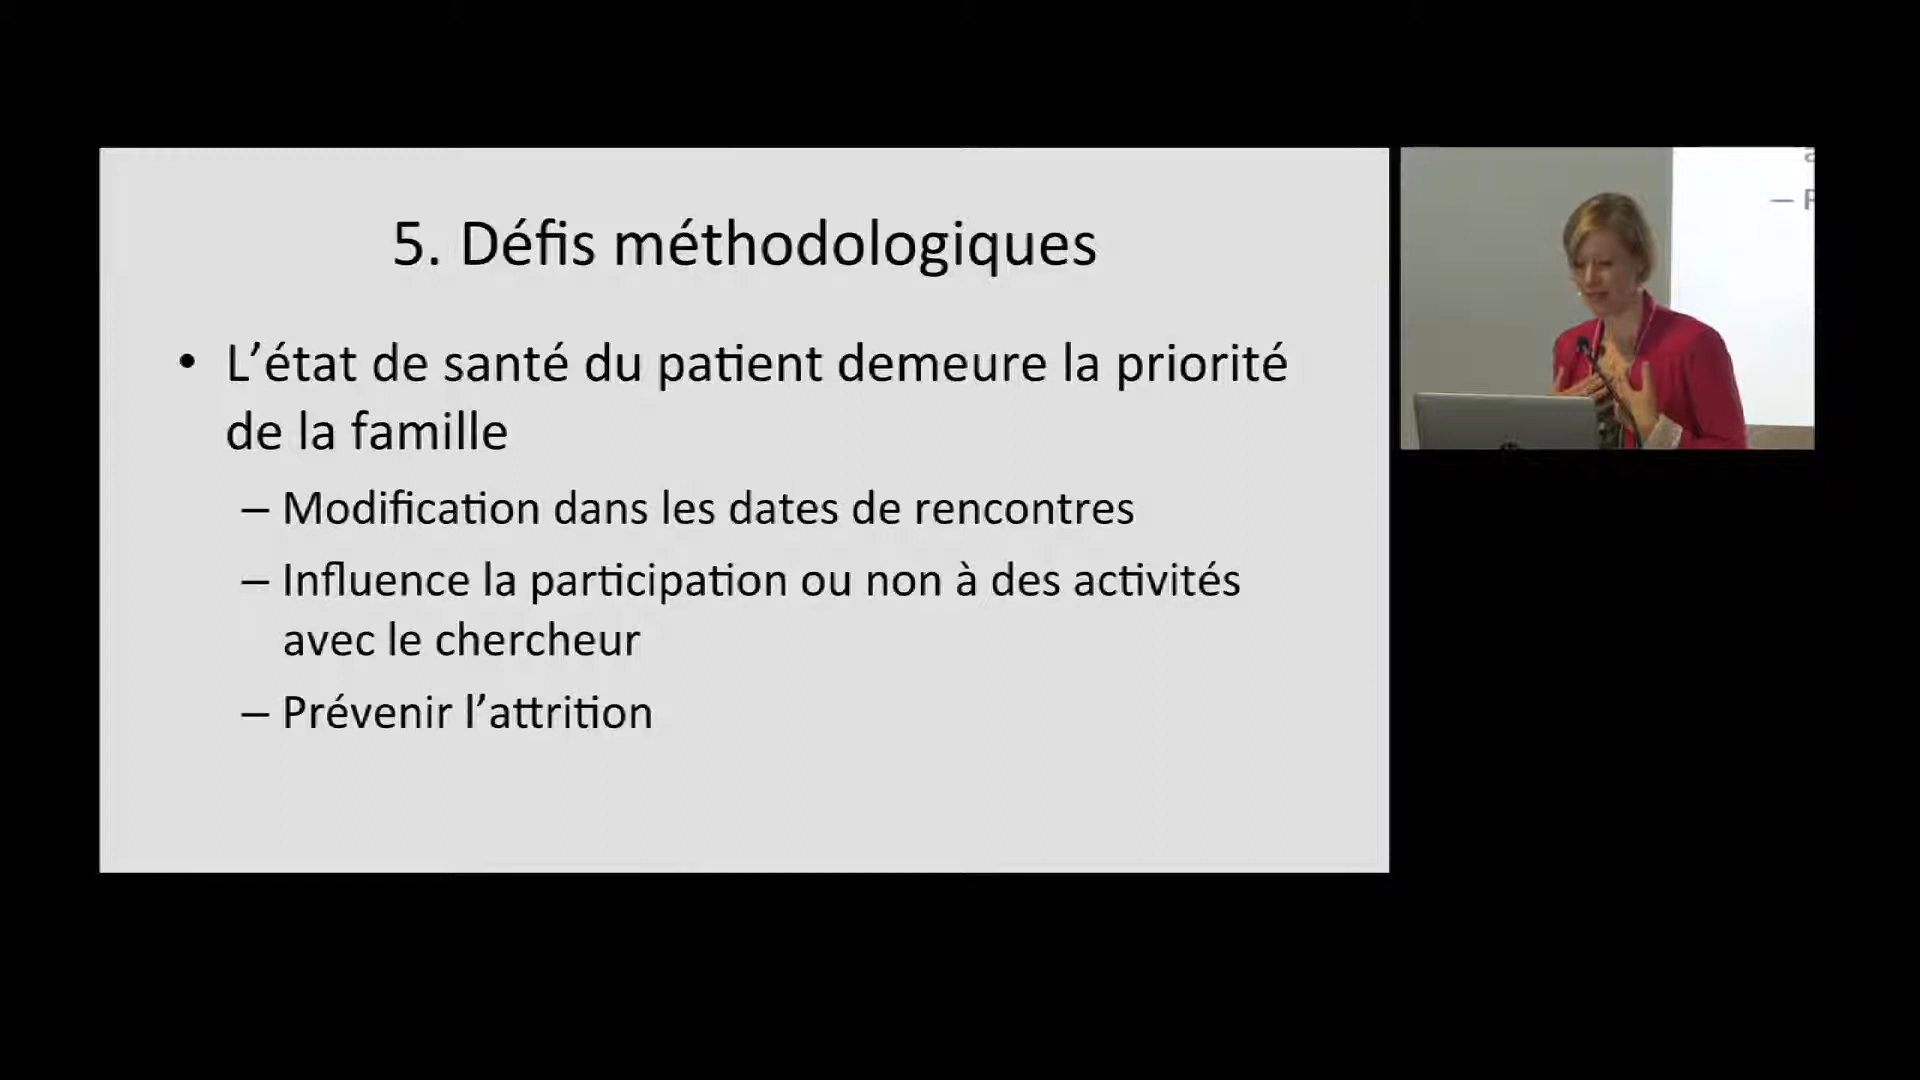 5. Défis méthodologiques
• L’état de santé du patient demeure la priorité
de la famille
– Modification dans les dates de rencontres
– Influence la participation ou non à des activités
avec le chercheur
– Prévenir l’attrition